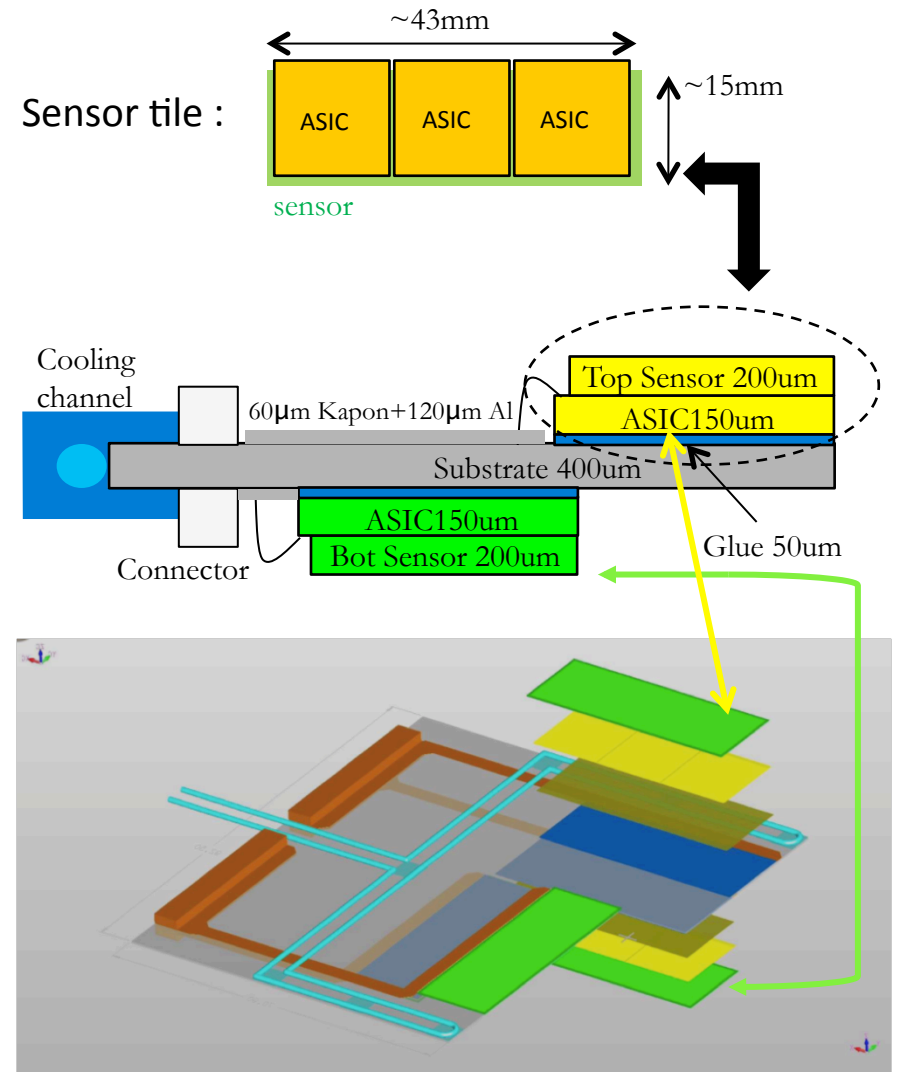 ~43mm
Sensor tile :
ASIC
ASIC
ASIC
~15mm
sensor
Cooling
channel
Top Sensor 200um
60μm Kapon+120μm Al
ASIC150um
Substrate 400um
ASIC150um
Glue 50um
Bot Sensor 200um
Connector